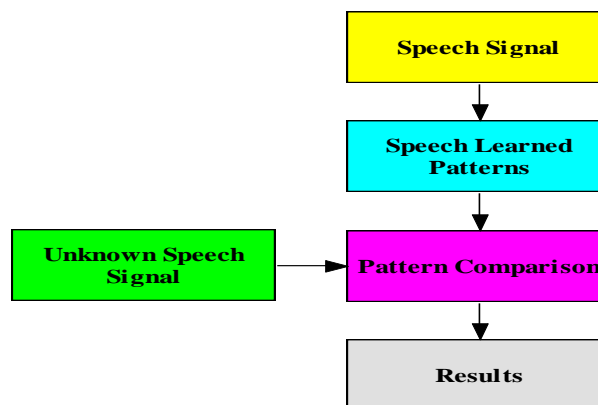 Speech Signal
Speech Learned
Patterns
Unknown Speech
Signal
Pattern Comparison
Results